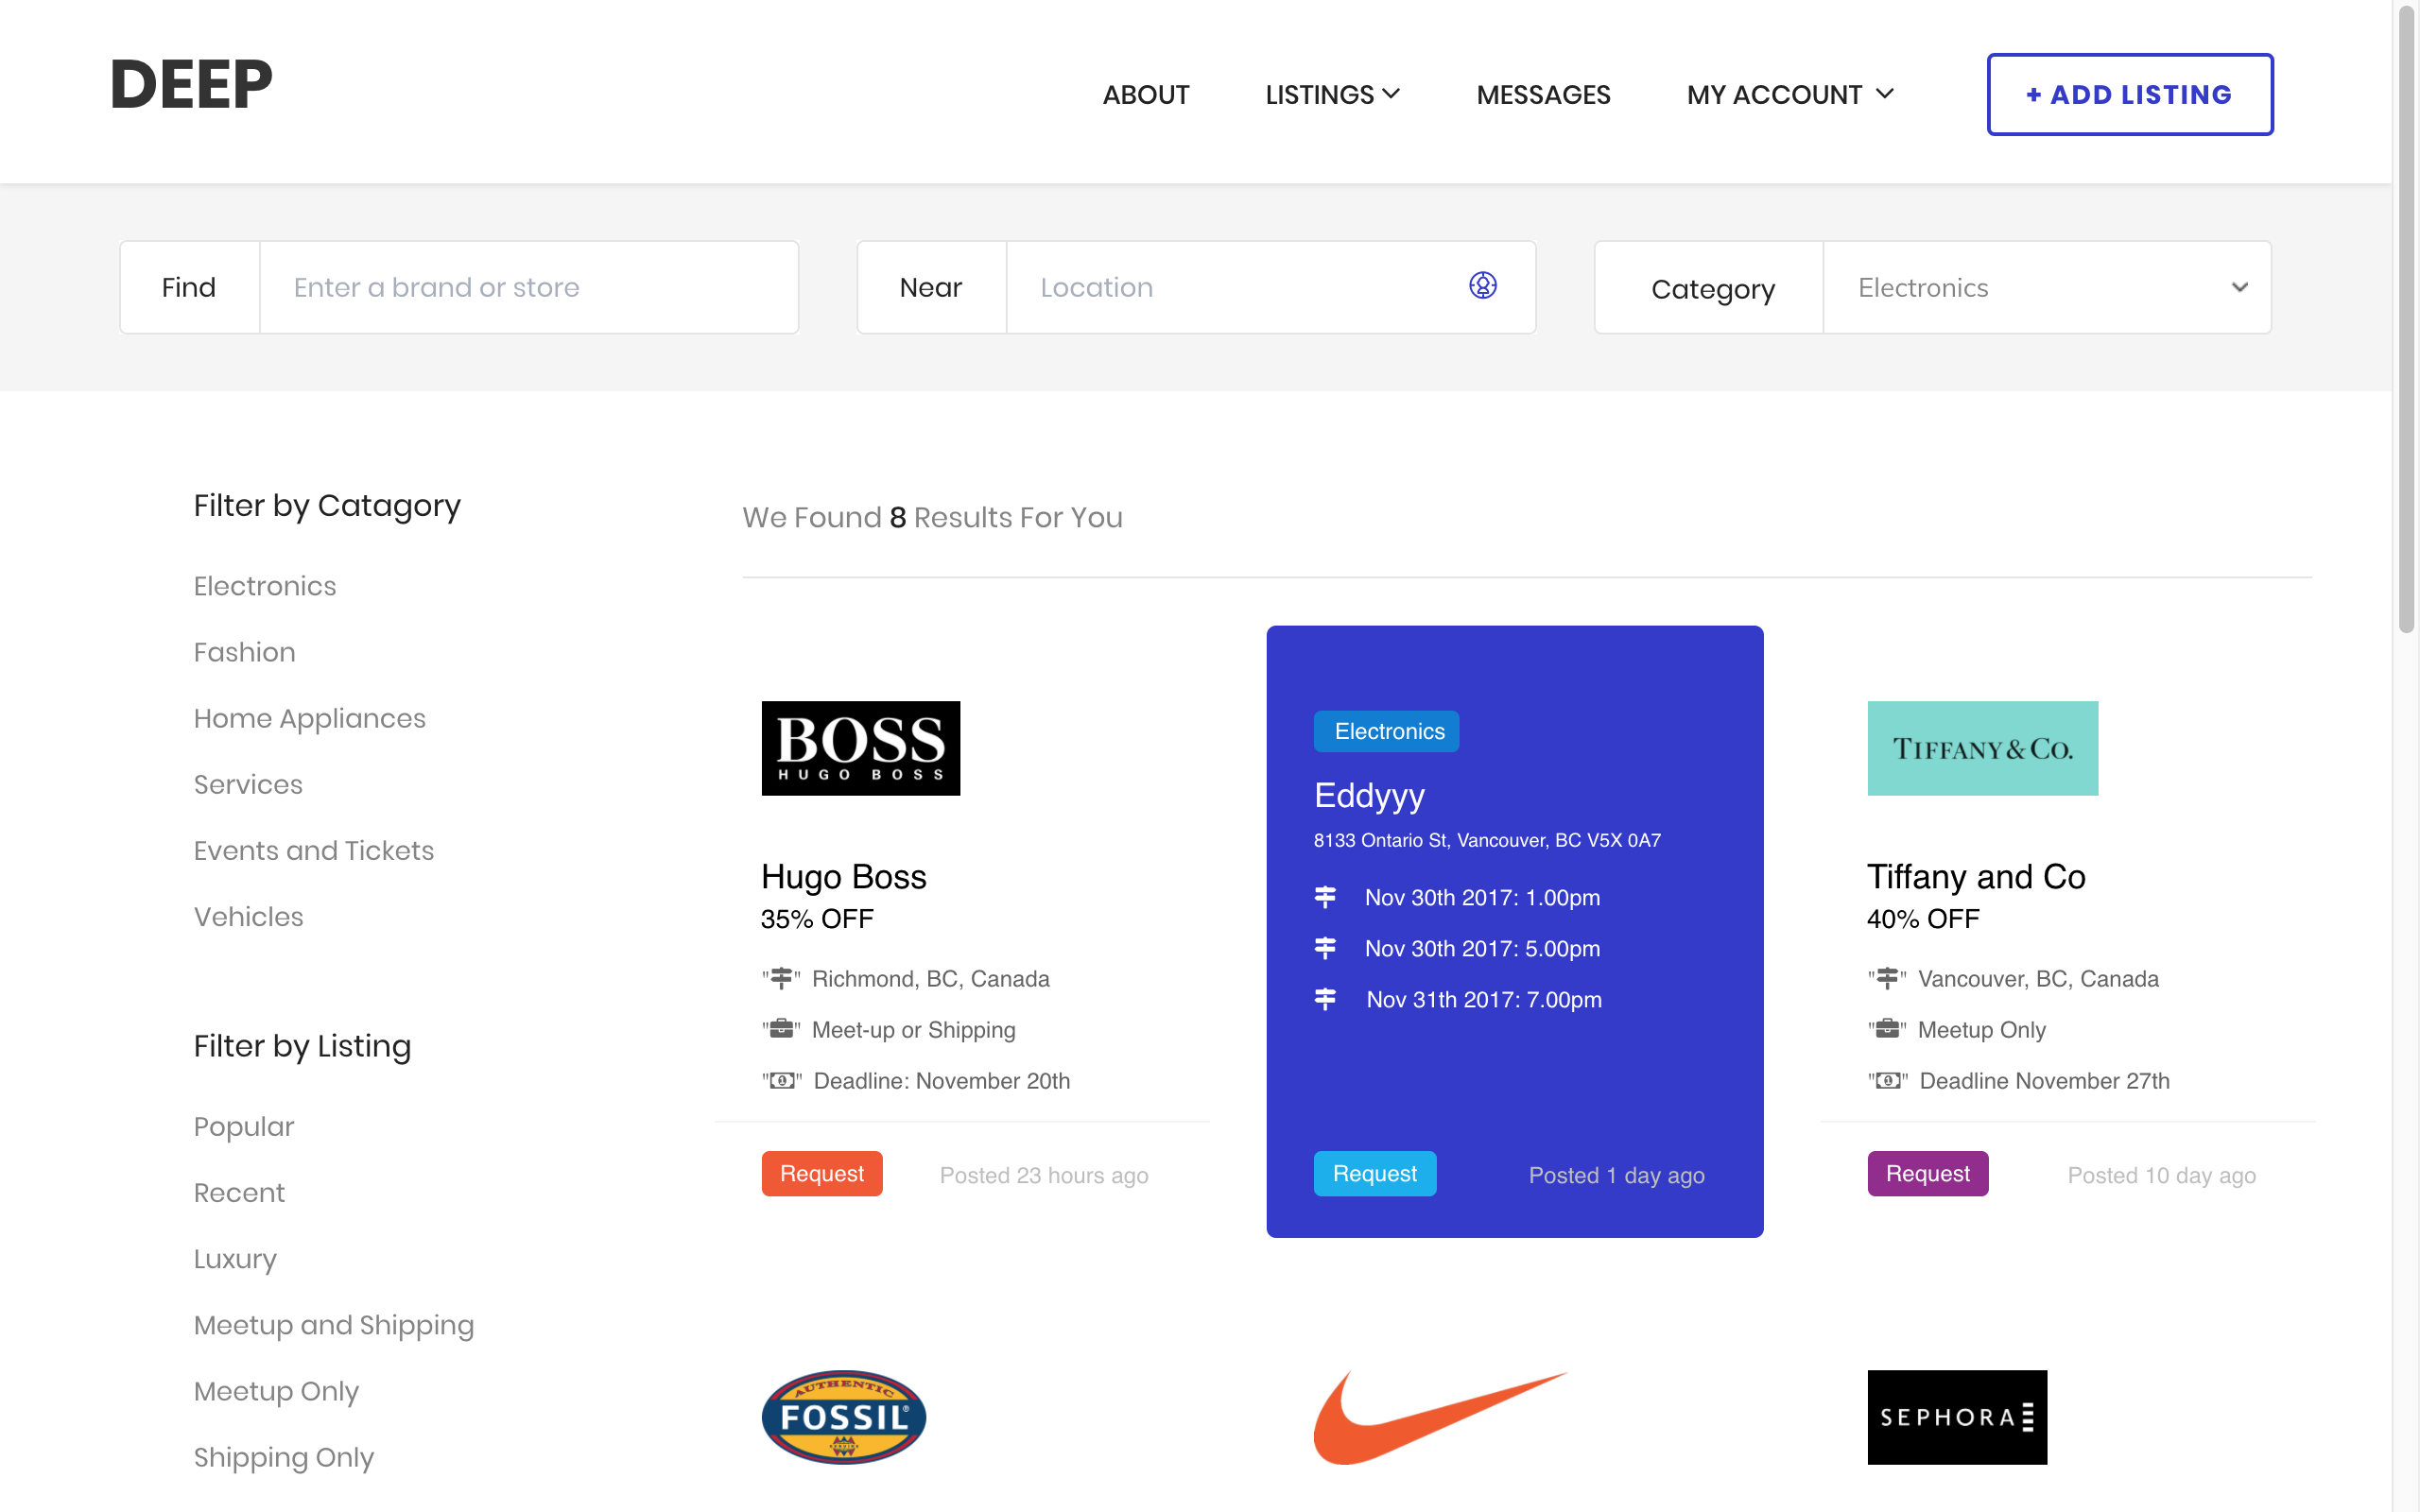 DEEP
ABOUT LISTINGS MESSAGES MY ACCOUNT + ADD LISTING
Find Enter a brand or store Near Location Category Electronics
Filter by Catagory
Electronics
Fashion
Home Appliances
Services
Events and Tickets
Vehicles
Filter by Listing
Popular
Recent
Luxury
Meetup and Shipping
Meetup Only
Shipping Only
We Found 8 Results For You
BOSS
HUGO BOSS
Hugo Boss
35% OFF
"" Richmond, BC, Canada
"" Meet-up or Shipping
"" Deadline: November 20th
Request Posted 23 hours ago
Electronics
Eddyyy
8133 Ontario St, Vancouver, BC V5X 0A7
Nov 30th 2017: 1.00pm
Nov 30th 2017: 5.00pm
Nov 31th 2017: 7.00pm
Request Posted 1 day ago
TIFFANY & CO.
Tiffany and Co
40% OFF
"" Vancouver, BC, Canada
"" Meetup Only
"" Deadline November 27th
Request Posted 10 day ago
AUTHENTIC
FOSSIL®
SEPHORA